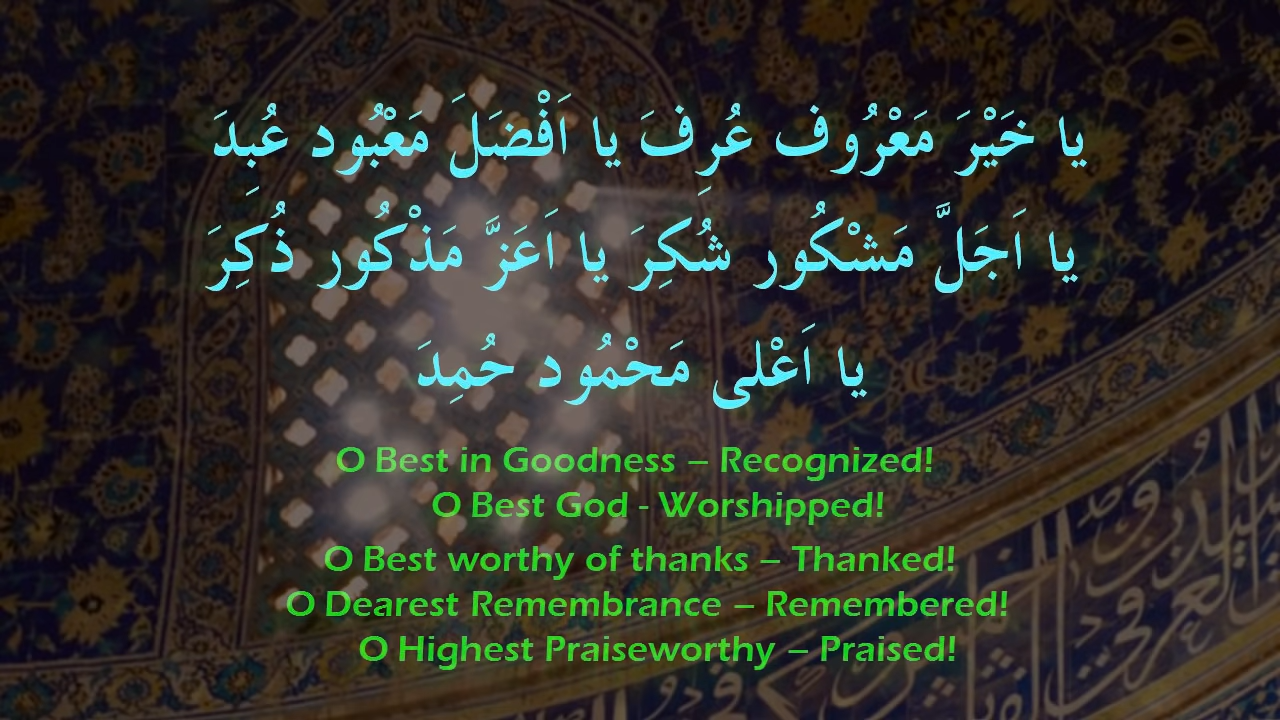 يا خَيْرَ مَعْرُوف عُرِفَ يا اَفْضَلَ مَعْبُود عُبِدَ
يا اَجَلَّ مَشْكُور شُكِرَ يا اَعَزَّ مَذْكُور ذُكِرَ
يا اَعْلى مَحْمُود حُمِدَ
O Best in Goodness – Recognized!
O Best God - Worshipped!
O Best worthy of thanks – Thanked!
O Dearest Remembrance – Remembered!
O Highest Praiseworthy – Praised!